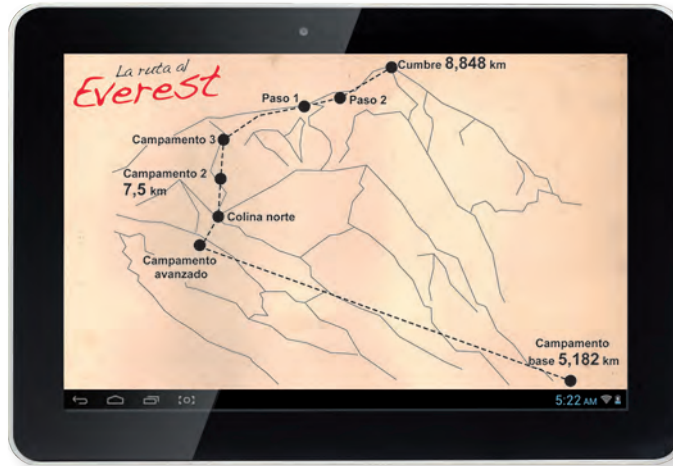 La ruta al
Everest
Cumbre 8,848 km
Paso 1
Paso 2
Campamento 3
Campamento 2
7,5 km
Colina norte
Campamento
avanzado
Campamento
base 5,182 km
5:22 AM